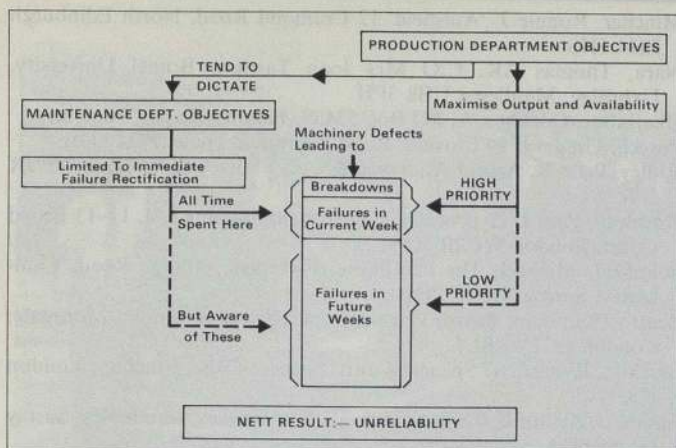 PRODUCTION DEPARTMENT OBJECTIVES
TEND TO
DICTATE
MAINTENANCE DEPT. OBJECTIVES
Maximise Output and Availability
Machinery Defects
Leading to
Limited To Immediate
Failure Rectification
Breakdowns
HIGH
PRIORITY
All Time
Spent Here
Failures in
Current Week
LOW
PRIORITY
Failures in
Future
Weeks
But Aware
of These
NETT RESULT:— UNRELIABILITY